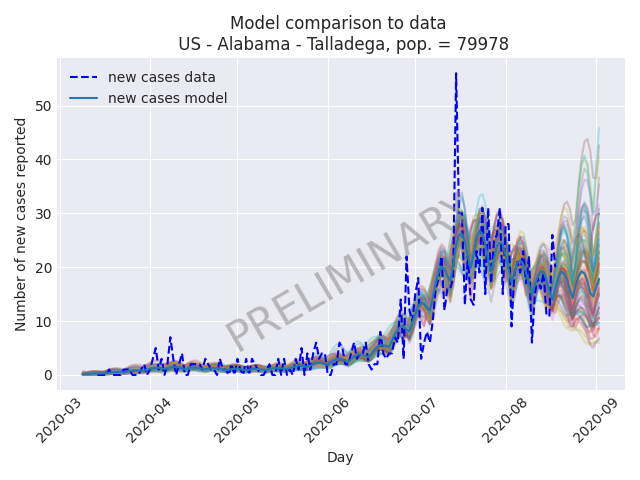 Model comparison to data
US - Alabama - Talladega, pop. = 79978
new cases data
new cases model
Number of new cases reported
50
40
30
20
10
0
PRELIMINARY
2020-03
2020-04
2020-05
2020-06
2020-07
2020-08
2020-09
Day